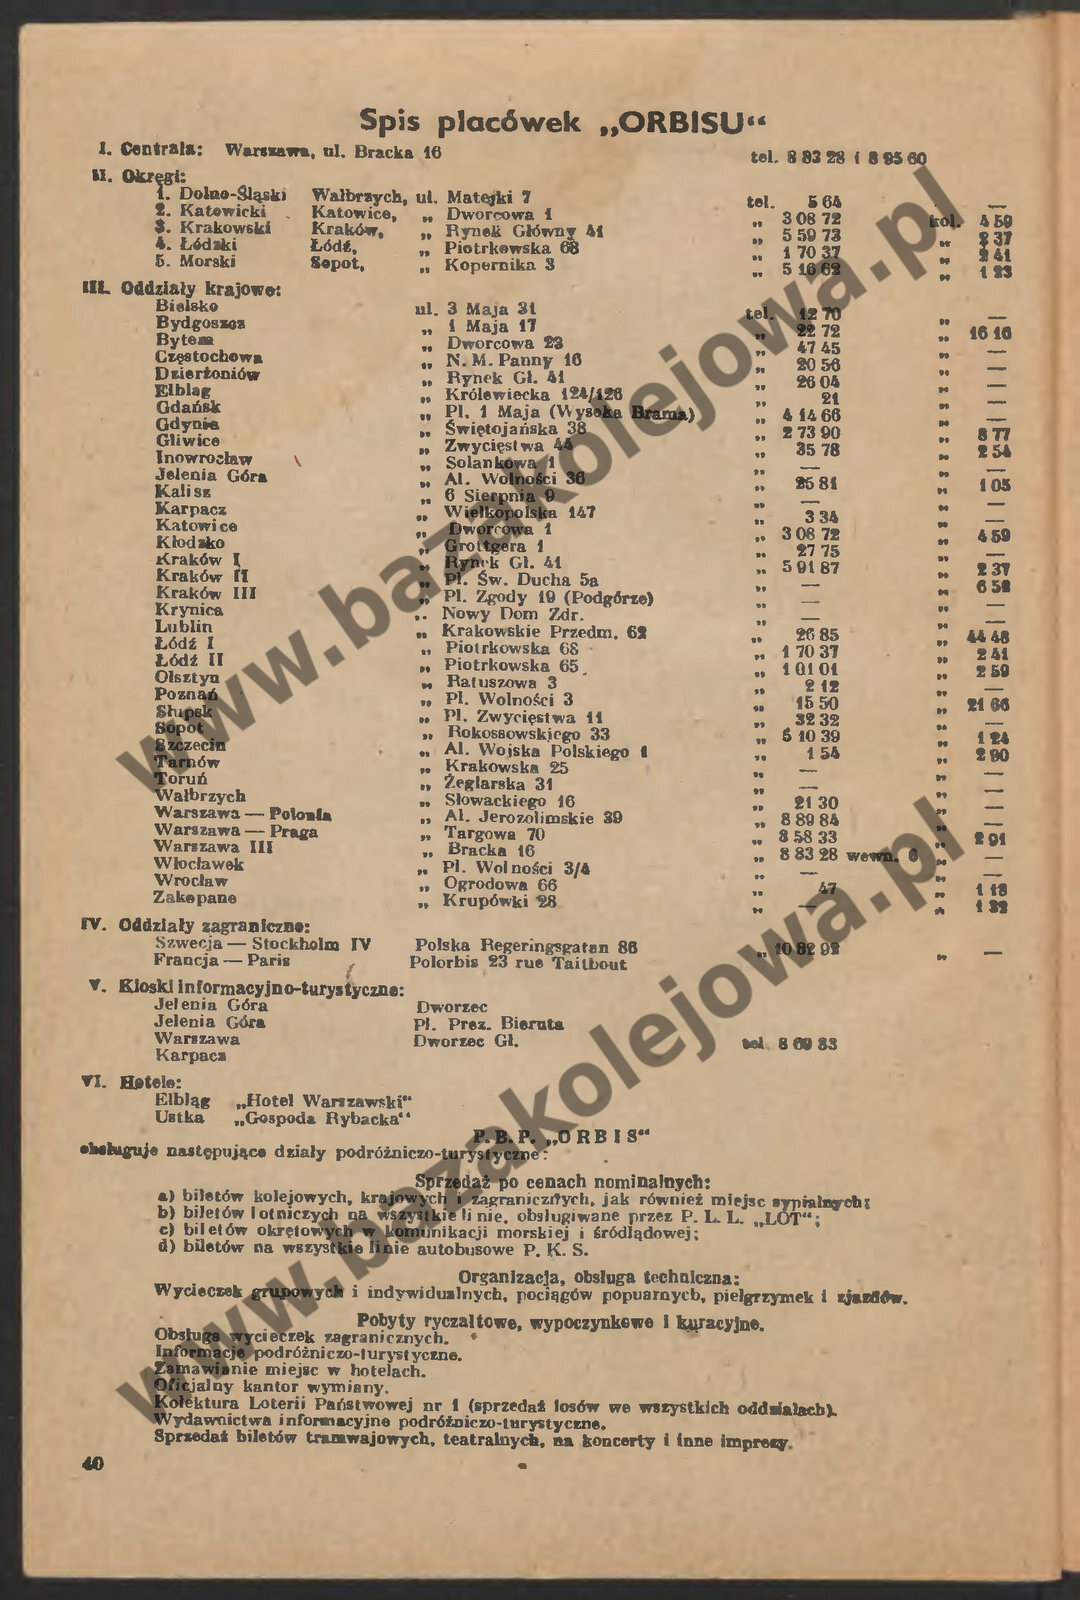 Spis placówek „ORBISU“
I. Centrala: Warszawa, ul. Bracka 16 tel. 8 83 28 i 8 95 60
II. Okręgi:
1. Dolno-Śląski Wałbrzych, ul. Matejki 7 tel. 5 64 —
2. Katowicki Katowice, „ Dworcowa 1 „ 3 08 72 kol. 4 59
3. Krakowski Kraków, „ Rynek Główny 41 „ 5 59 73 „ 2 37
4. Łódzki Łódź, „ Piotrkowska 68 „ 1 70 37 „ 2 41
5. Morski Sopot, „ Kopernika 3 „ 5 16 62 „ 1 23
III. Oddziały krajowe:
Bielsko ul. 3 Maja 31 tel. 12 70 „ —
Bydgoszcz „ 1 Maja 17 „ 22 72 „ 16 16
Bytom „ Dworcowa 23 „ 47 45 „ —
Częstochowa „ N. M. Panny 16 „ 20 56 „ —
Dzierżoniów „ Rynek Gł. 41 „ 26 04 „ —
Elbląg „ Królewiecka 124/126 „ 21 „ —
Gdańsk „ Pl. 1 Maja (Wysoka Brama) „ 4 14 66 „ —
Gdynia „ Świętojańska 38 „ 2 73 90 „ 8 77
Gliwice „ Zwycięstwa 44 „ 35 78 „ 2 54
Inowrocław „ Solankowa 1 „ — „ —
Jelenia Góra „ Al. Wolności 36 „ 25 81 „ 1 05
Kalisz „ 6 Sierpnia 9 „ — „ —
Karpacz „ Wielkopolska 147 „ 3 34 „ —
Katowice „ Dworcowa 1 „ 3 08 72 „ 4 59
Kłodzko „ Grottgera 1 „ 27 75 „ —
Kraków I „ Rynek Gł. 41 „ 5 91 87 „ 2 37
Kraków II „ Pl. Św. Ducha 5a „ — „ 6 52
Kraków III „ Pl. Zgody 19 (Podgórze) „ — „ —
Krynica „ Nowy Dom Zdr. „ — „ —
Lublin „ Krakowskie Przedm. 62 „ 26 85 „ 44 48
Łódź I „ Piotrkowska 68 „ 1 70 37 „ 2 41
Łódź II „ Piotrkowska 65 „ 1 01 01 „ 2 59
Olsztyn „ Ratuszowa 3 „ 2 12 „ —
Poznań „ Pl. Wolności 3 „ 15 50 „ 21 66
Słupsk „ Pl. Zwycięstwa 11 „ 32 32 „ —
Sopot „ Rokossowskiego 33 „ 5 10 39 „ 1 24
Szczecin „ Al. Wojska Polskiego 1 „ 1 54 „ 2 90
Tarnów „ Krakowska 25 „ — „ —
Toruń „ Żeglarska 31 „ — „ —
Wałbrzych „ Słowackiego 16 „ 21 30 „ —
Warszawa — Polonia „ Al. Jerozolimskie 39 „ 8 89 84 „ —
Warszawa — Praga „ Targowa 70 „ 8 58 33 „ 2 91
Warszawa III „ Bracka 16 „ 8 83 28 wewn. 6 „ —
Włocławek „ Pl. Wolności 3/4 „ — „ —
Wrocław „ Ogrodowa 66 „ 47 „ 1 18
Zakopane „ Krupówki 28 „ — „ 1 32
IV. Oddziały zagraniczne:
Szwecja — Stockholm IV Polska Regeringsgatan 86 „ 10 82 92 „ —
Francja — Paris Polorbis 23 rue Taitbout
V. Kioski informacyjno-turystyczne:
Jelenia Góra Dworzec
Jelenia Góra Pl. Prez. Bieruta
Warszawa Dworzec Gł. tel. 8 69 83
Karpacz
VI. Hotele:
Elbląg „Hotel Warszawski“
Ustka „Gospoda Rybacka“
P. B. P. „ORBIS“
obsługuje następujące działy podróżniczo-turystyczne:
Sprzedaż po cenach nominalnych:
a) biletów kolejowych, krajowych i zagranicznych, jak również miejsc sypialnych;
b) biletów lotniczych na wszystkie linie, obsługiwane przez P. L. L. „LOT“;
c) biletów okrętowych w komunikacji morskiej i śródlądowej;
d) biletów na wszystkie linie autobusowe P. K. S.
Organizacja, obsługa techniczna:
Wycieczek grupowych i indywidualnych, pociągów popuarnych, pielgrzymek i zjazdów.
Pobyty ryczałtowe, wypoczynkowe i kuracyjne.
Obsługa wycieczek zagranicznych.
Informacje podróżniczo-turystyczne.
Zamawianie miejsc w hotelach.
Oficjalny kantor wymiany.
Kolektura Loterii Państwowej nr 1 (sprzedaż losów we wszystkich oddziałach).
Wydawnictwa informacyjne podróżniczo-turystyczne.
Sprzedaż biletów tramwajowych, teatralnych, na koncerty i inne imprezy.
40
www.bazakolejowa.pl
www.bazakolejowa.pl